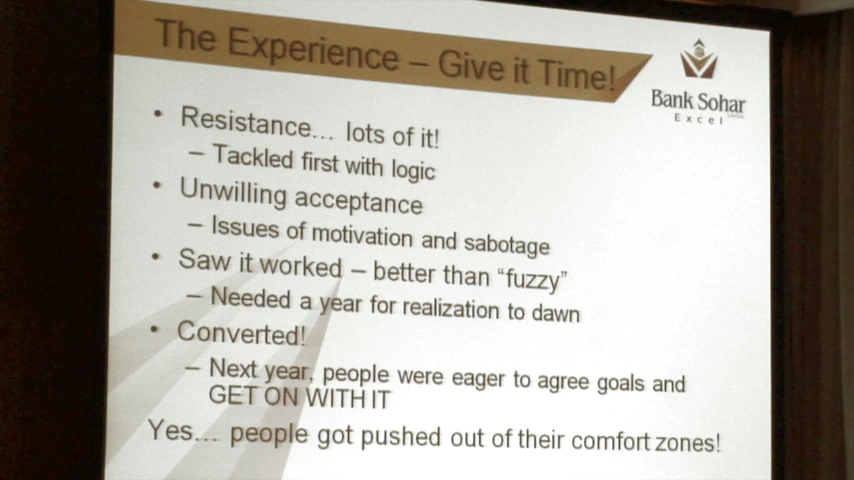 The Experience – Give it Time!
Bank Sohar
Excel
• Resistance... lots of it!
– Tackled first with logic
• Unwilling acceptance
– Issues of motivation and sabotage
• Saw it worked – better than “fuzzy”
– Needed a year for realization to dawn
• Converted!
– Next year, people were eager to agree goals and
GET ON WITH IT
Yes... people got pushed out of their comfort zones!